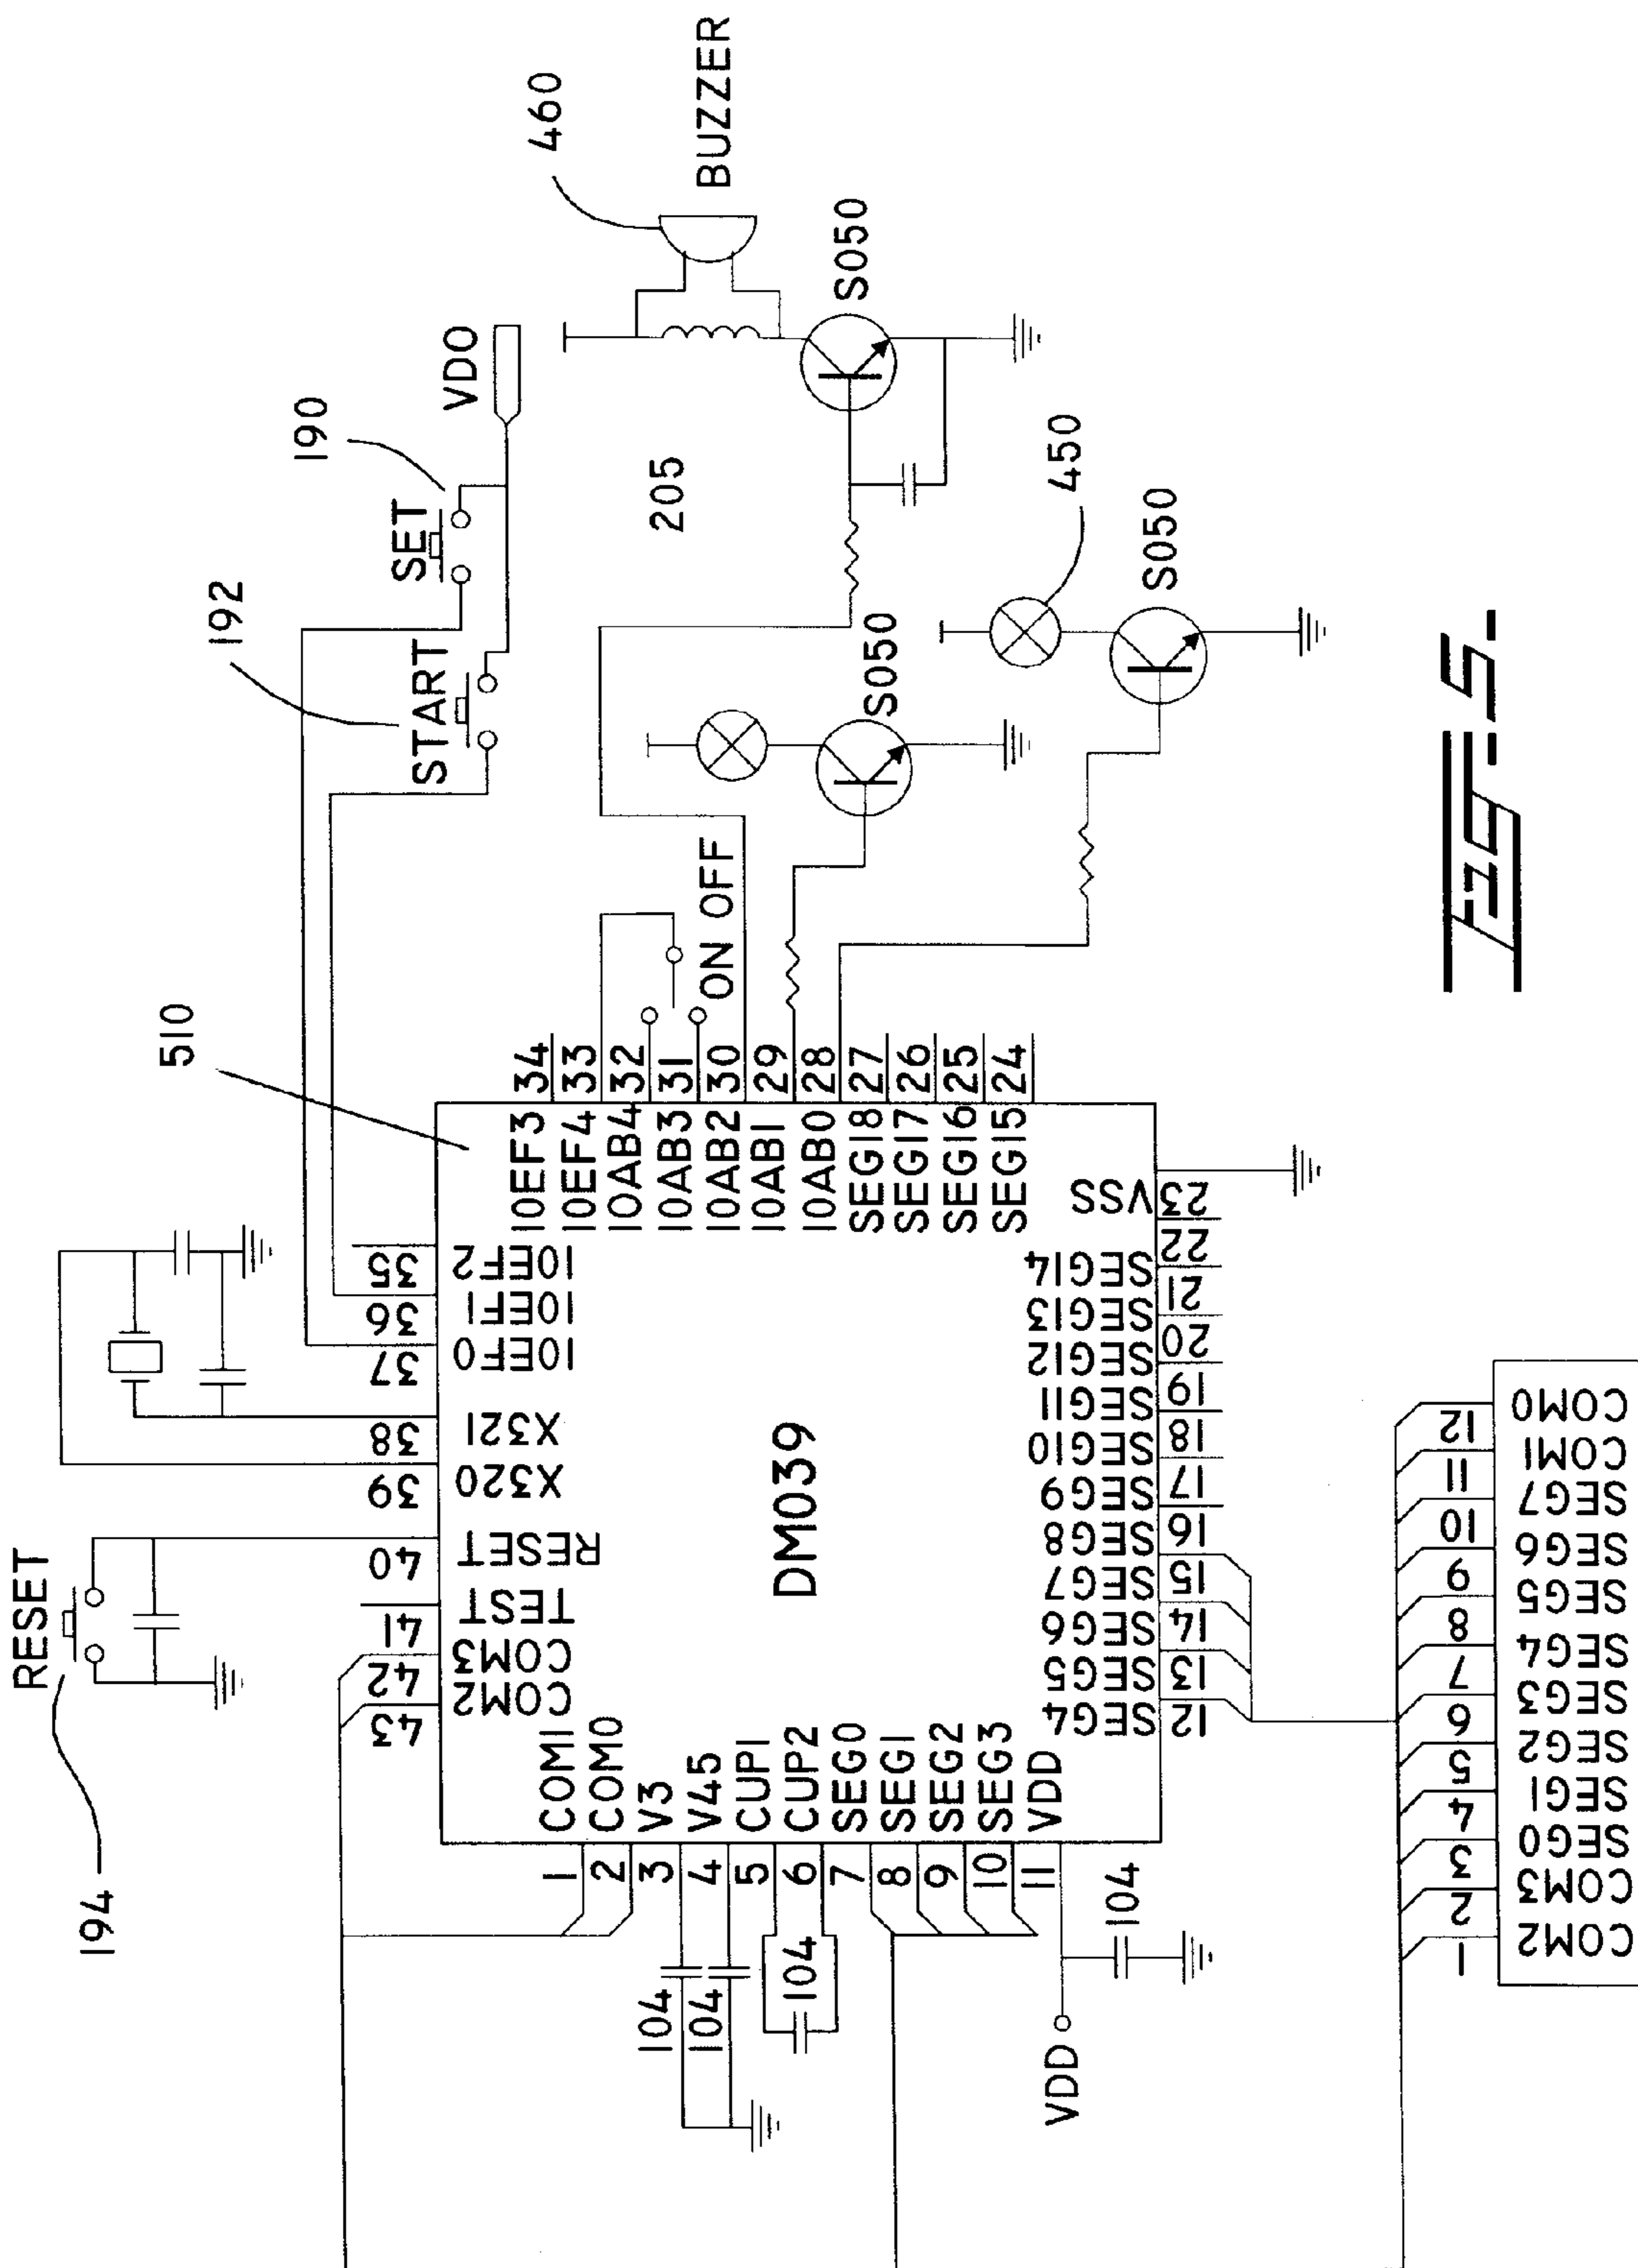 RESET
194
510
192
START
190
SET
VDO
460
BUZZER
205
S050
S050
S050
450
ON OFF
DM039
43 COM2
42 COM3
41 TEST
40 RESET
39 X320
38 X321
37 IOEF0
36 IOEF1
35 IOEF2
34 IOEF3
33 IOEF4
32 IOAB4
31 IOAB3
30 IOAB2
29 IOAB1
28 IOAB0
27 SEG18
26 SEG17
25 SEG16
24 SEG15
1 COM1
2 COM0
3 V3
4 V45
5 CUP1
6 CUP2
7 SEG0
8 SEG1
9 SEG2
10 SEG3
11 VDD
12 SEG4
13 SEG5
14 SEG6
15 SEG7
16 SEG8
17 SEG9
18 SEG10
19 SEG11
20 SEG12
21 SEG13
22 SEG14
23 VSS
104
104
104
104
VDD
1 COM2
2 COM3
3 SEG0
4 SEG1
5 SEG2
6 SEG3
7 SEG4
8 SEG5
9 SEG6
10 SEG7
11 COM1
12 COM0
FIG-5-